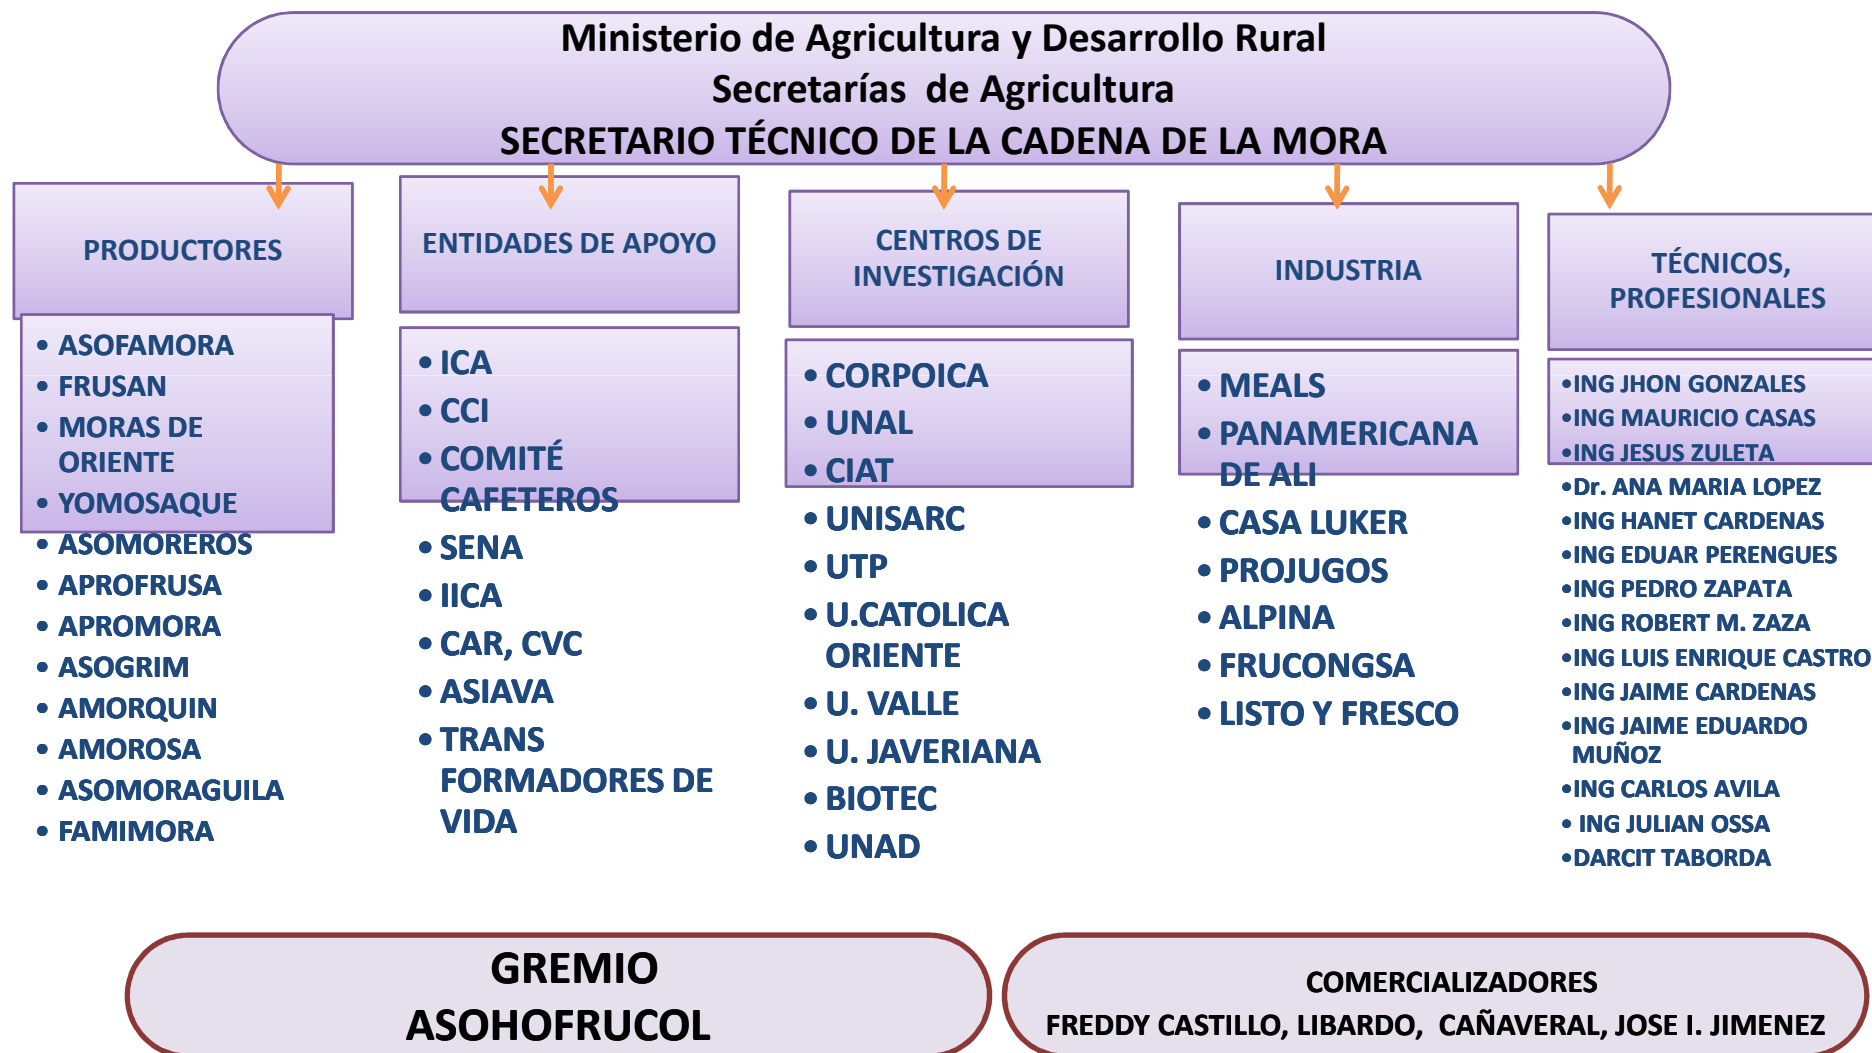 Ministerio de Agricultura y Desarrollo Rural
Secretarías de Agricultura
SECRETARIO TÉCNICO DE LA CADENA DE LA MORA
PRODUCTORES
• ASOFAMORA
• FRUSAN
• MORAS DE
ORIENTE
• YOMOSAQUE
• ASOMOREROS
• APROFRUSA
• APROMORA
• ASOGRIM
• AMORQUIN
• AMOROSA
• ASOMORAGUILA
• FAMIMORA
ENTIDADES DE APOYO
• ICA
• CCI
• COMITÉ
CAFETEROS
• SENA
• IICA
• CAR, CVC
• ASIAVA
• TRANS
FORMADORES DE
VIDA
CENTROS DE
INVESTIGACIÓN
• CORPOICA
• UNAL
• CIAT
• UNISARC
• UTP
• U.CATOLICA
ORIENTE
• U. VALLE
• U. JAVERIANA
• BIOTEC
• UNAD
INDUSTRIA
• MEALS
• PANAMERICANA
DE ALI
• CASA LUKER
• PROJUGOS
• ALPINA
• FRUCONGSA
• LISTO Y FRESCO
TÉCNICOS,
PROFESIONALES
•ING JHON GONZALES
•ING MAURICIO CASAS
•ING JESUS ZULETA
•Dr. ANA MARIA LOPEZ
•ING HANET CARDENAS
•ING EDUAR PERENGUES
•ING PEDRO ZAPATA
•ING ROBERT M. ZAZA
•ING LUIS ENRIQUE CASTRO
•ING JAIME CARDENAS
•ING JAIME EDUARDO
MUÑOZ
•ING CARLOS AVILA
• ING JULIAN OSSA
•DARCIT TABORDA
GREMIO
ASOHOFRUCOL
COMERCIALIZADORES
FREDDY CASTILLO, LIBARDO, CAÑAVERAL, JOSE I. JIMENEZ